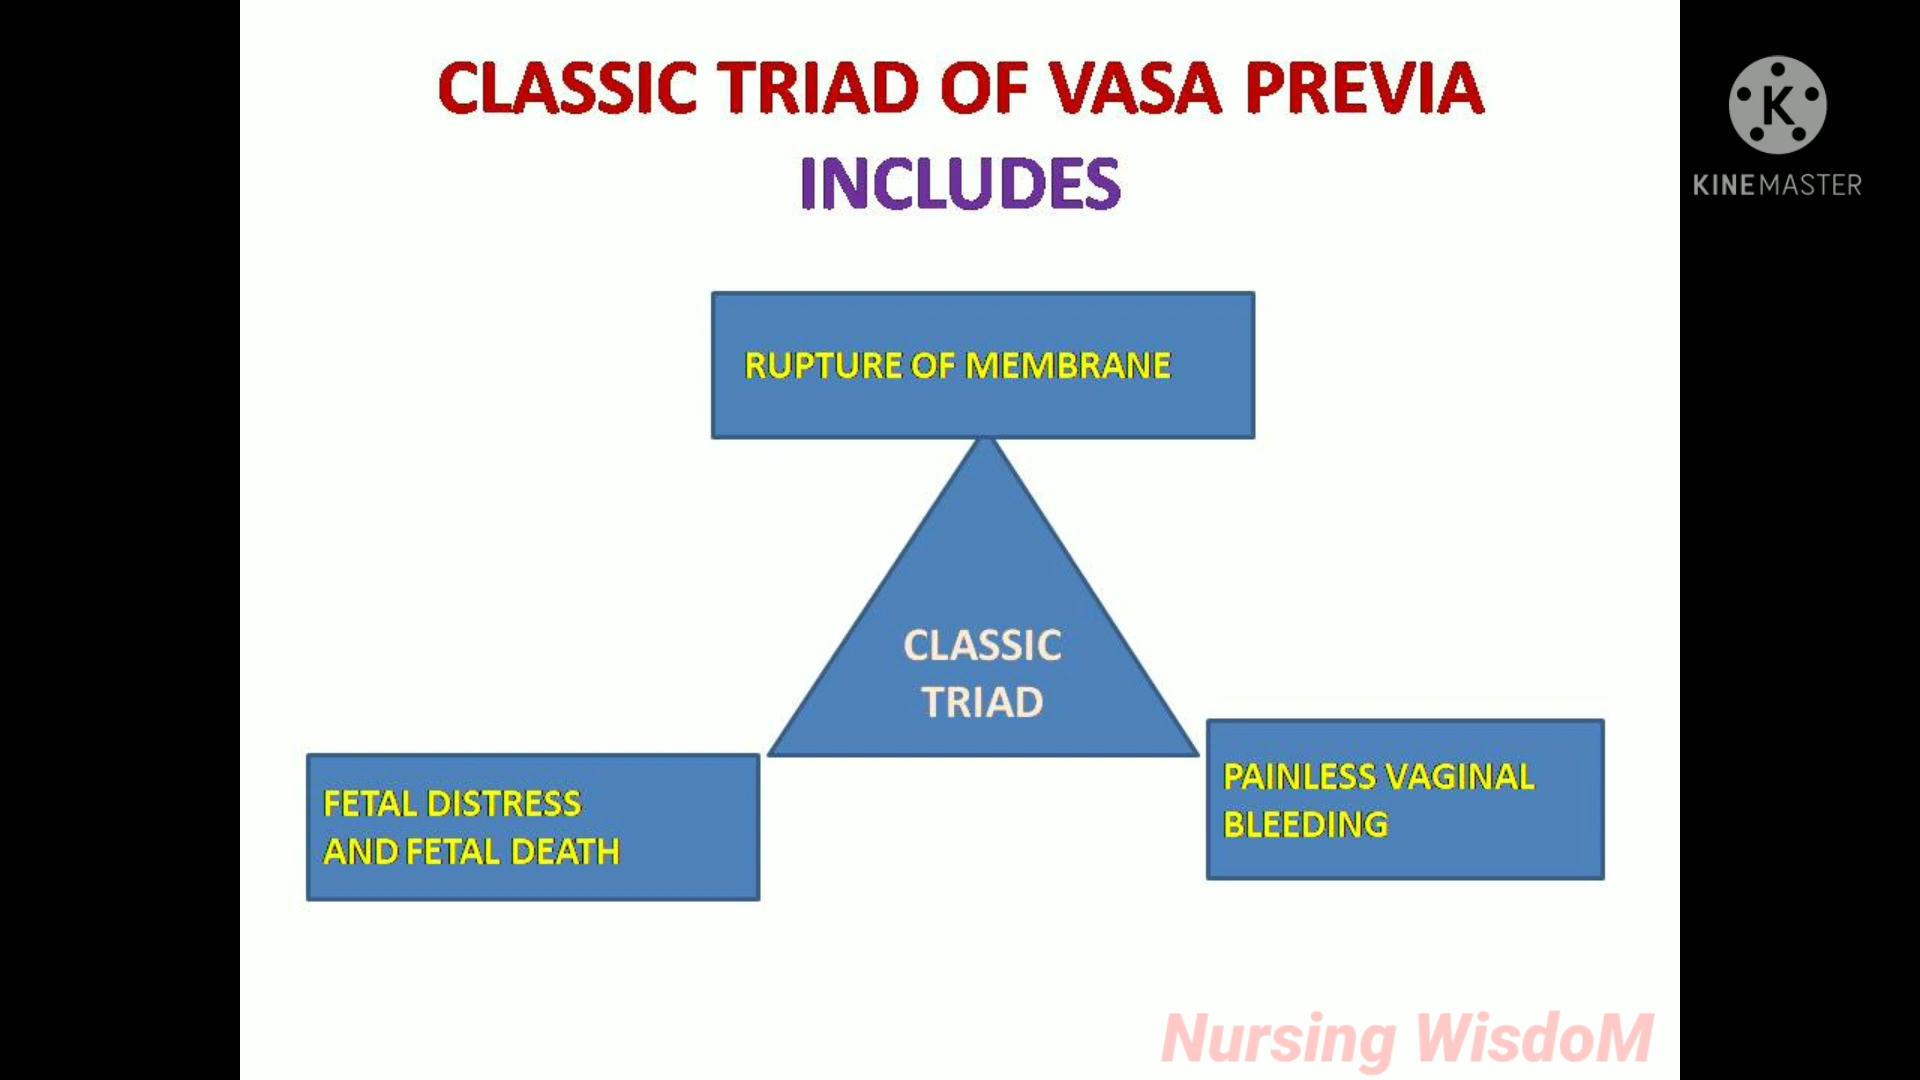 CLASSIC TRIAD OF VASA PREVIA
INCLUDES
K
KINEMASTER
RUPTURE OF MEMBRANE
CLASSIC
TRIAD
FETAL DISTRESS
AND FETAL DEATH
PAINLESS VAGINAL
BLEEDING
Nursing WisdoM